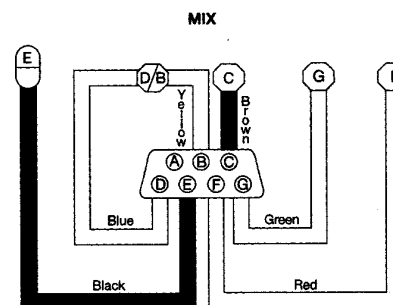 MIX
E
D/B
C
G
Yellow
Brown
A B C
D E F G
Blue
Green
Black
Red